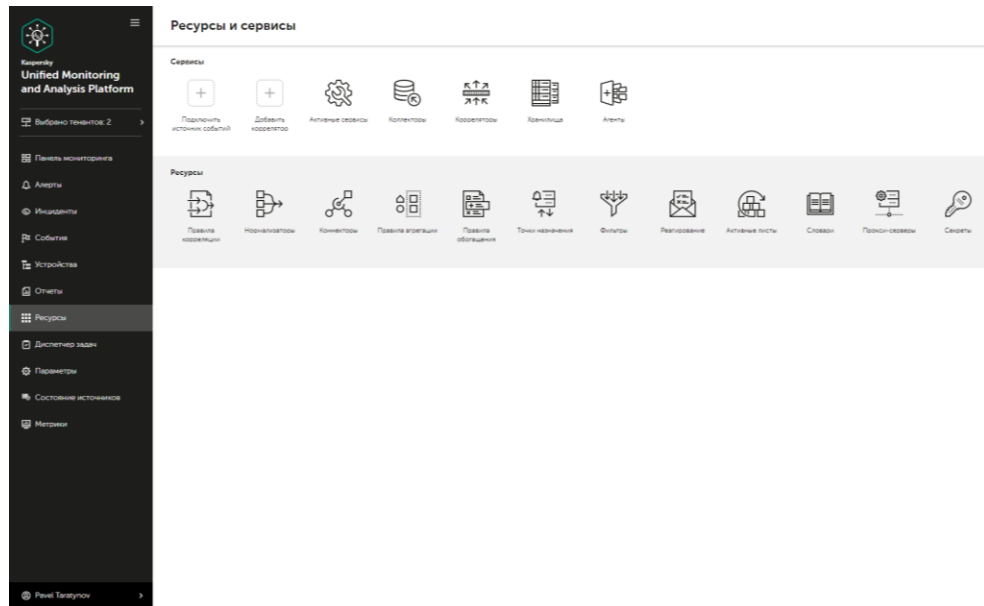 Kaspersky
Unified Monitoring
and Analysis Platform
Выбрано тенантов: 2
Панель мониторинга
Алерты
Инциденты
События
Устройства
Отчеты
Ресурсы
Диспетчер задач
Параметры
Состояние источников
Метрики
Pavel Taratynov
Ресурсы и сервисы
Сервисы
Подключить
источник событий
Добавить
коррелятор
Активные сервисы
Коллекторы
Корреляторы
Хранилища
Агенты
Ресурсы
Правила
корреляции
Нормализаторы
Коннекторы
Правила агрегации
Правила
обогащения
Точки назначения
Фильтры
Реагирование
Активные листы
Словари
Прокси-серверы
Секреты